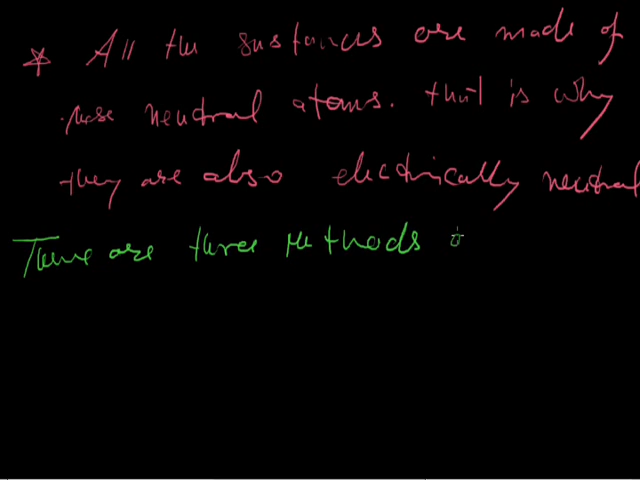 * All the sustances are made of
these neutral atoms. that is why
they are also electrically neutral
There are three methods